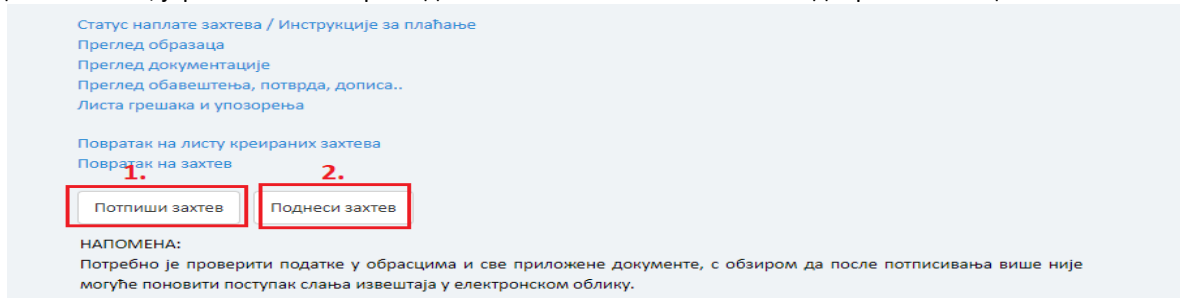 Статус наплате захтева / Инструкције за плаћање
Преглед образаца
Преглед документације
Преглед обавештења, потврда, дописа..
Листа грешака и упозорења
Повратак на листу креираних захтева
Повратак на захтев
1. 2.
Потпиши захтев Поднеси захтев
НАПОМЕНА:
Потребно је проверити податке у обрасцима и све приложене документе, с обзиром да после потписивања више није
могуће поновити поступак слања извештаја у електронском облику.